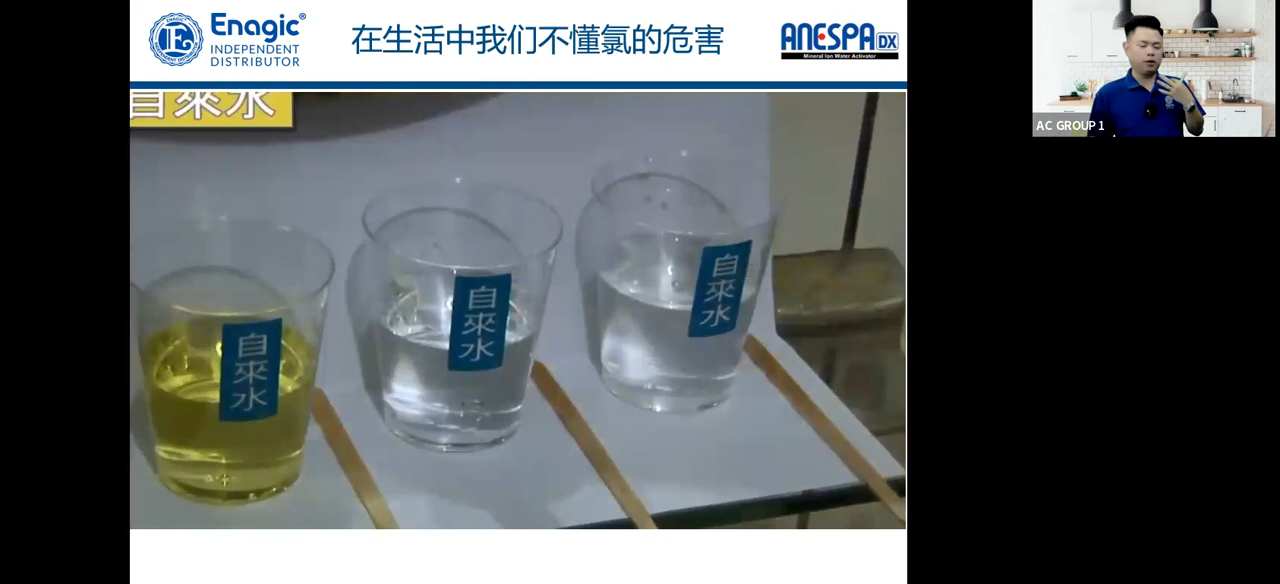 Enagic®
INDEPENDENT
DISTRIBUTOR
E
在生活中我们不懂氯的危害
ANESPA DX
Mineral Ion Water Activator
AC GROUP 1
自來水
自來水
自來水
自來水